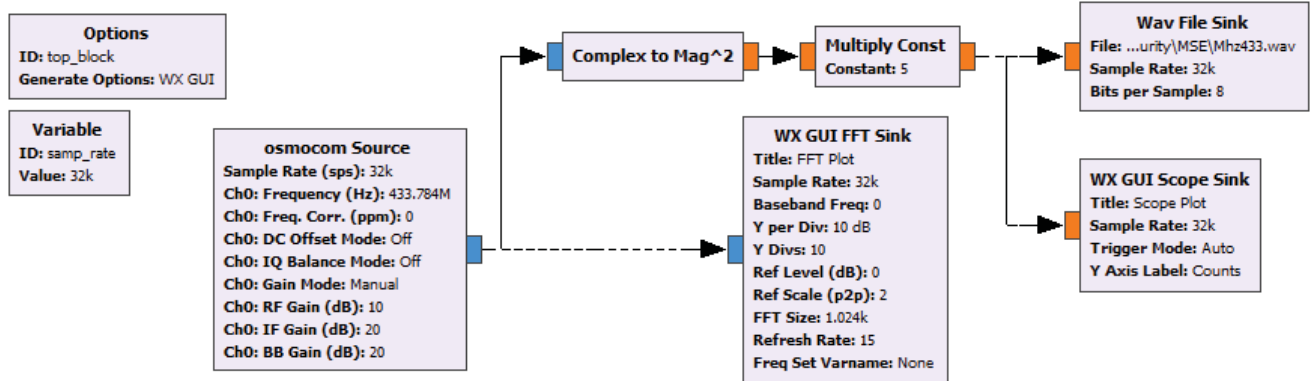 Options
ID: top_block
Generate Options: WX GUI
Variable
ID: samp_rate
Value: 32k
osmocom Source
Sample Rate (sps): 32k
Ch0: Frequency (Hz): 433.784M
Ch0: Freq. Corr. (ppm): 0
Ch0: DC Offset Mode: Off
Ch0: IQ Balance Mode: Off
Ch0: Gain Mode: Manual
Ch0: RF Gain (dB): 10
Ch0: IF Gain (dB): 20
Ch0: BB Gain (dB): 20
Complex to Mag^2
Multiply Const
Constant: 5
WX GUI FFT Sink
Title: FFT Plot
Sample Rate: 32k
Baseband Freq: 0
Y per Div: 10 dB
Y Divs: 10
Ref Level (dB): 0
Ref Scale (p2p): 2
FFT Size: 1.024k
Refresh Rate: 15
Freq Set Varname: None
Wav File Sink
File: ...urity\MSE\Mhz433.wav
Sample Rate: 32k
Bits per Sample: 8
WX GUI Scope Sink
Title: Scope Plot
Sample Rate: 32k
Trigger Mode: Auto
Y Axis Label: Counts